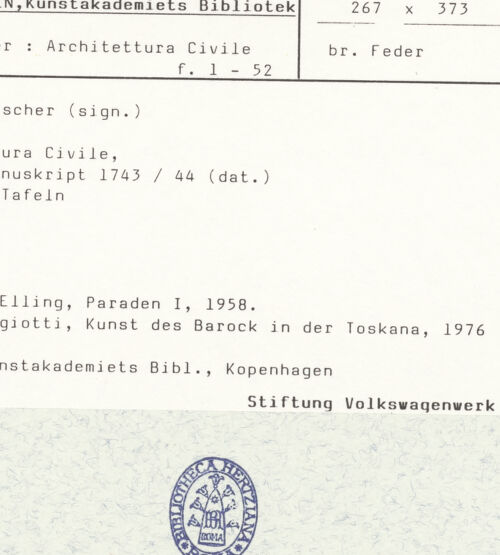 N,Kunstakademiets Bibliotek
267 x 373
r : Architettura Civile
br. Feder
f. 1 - 52
scher (sign.)
ura Civile,
nuskript 1743 / 44 (dat.)
Tafeln
Elling, Paraden I, 1958.
giotti, Kunst des Barock in der Toskana, 1976
nstakademiets Bibl., Kopenhagen
Stiftung Volkswagenwerk
BIBLIOTHECA HERTZIANA
ROMA